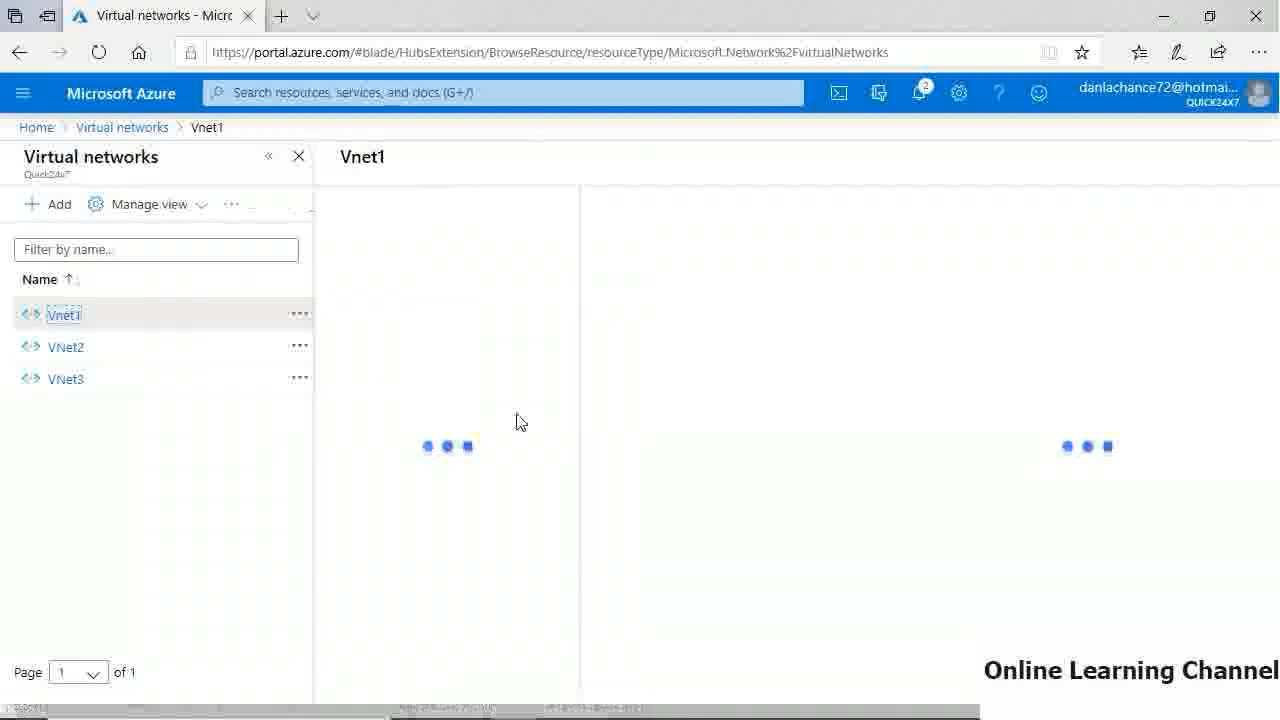 Virtual networks - Micro
https://portal.azure.com/#blade/HubsExtension/BrowseResource/resourceType/Microsoft.Network%2FvirtualNetworks
Microsoft Azure
Search resources, services, and docs (G+/)
2
danlachance72@hotmai...
QUICK24X7
Home
Virtual networks
Vnet1
Virtual networks
Quick24x7
Vnet1
Add
Manage view
Filter by name...
Name
Vnet1
VNet2
VNet3
Page 1 of 1
Online Learning Channel